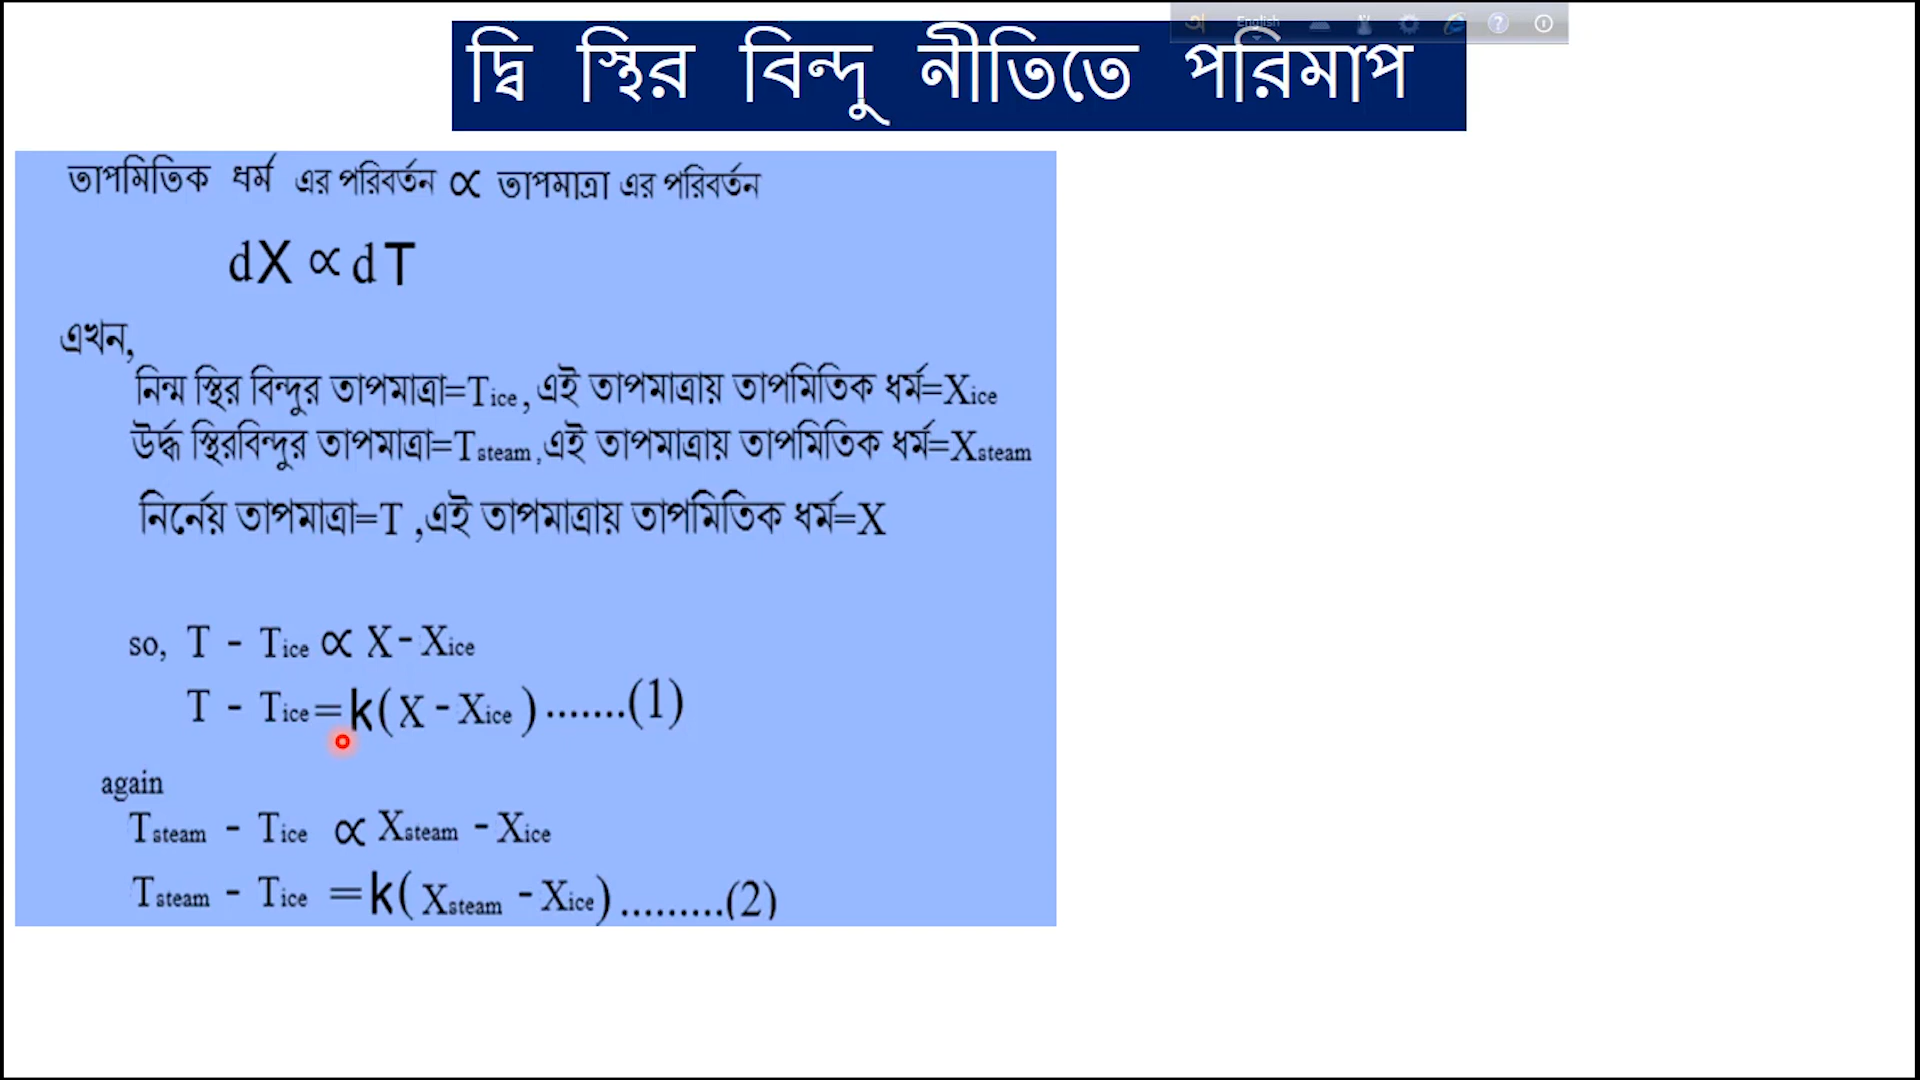 English
দ্বি স্থির বিন্দু নীতিতে পরিমাপ
তাপমিতিক ধর্ম এর পরিবর্তন ∝ তাপমাত্রা এর পরিবর্তন
dX ∝ dT
এখন,
নিন্ম স্থির বিন্দুর তাপমাত্রা=Tice, এই তাপমাত্রায় তাপমিতিক ধর্ম=Xice
উর্দ্ধ স্থিরবিন্দুর তাপমাত্রা=Tsteam,এই তাপমাত্রায় তাপমিতিক ধর্ম=Xsteam
নির্নেয় তাপমাত্রা=T ,এই তাপমাত্রায় তাপমিতিক ধর্ম=X
so, T - Tice ∝ X-Xice
T - Tice=k(X-Xice).......(1)
again
Tsteam - Tice ∝ Xsteam -Xice
Tsteam - Tice =k(Xsteam -Xice).........(2)